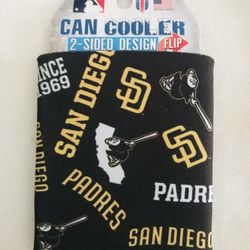 CAN COOLER
2-SIDED DESIGN
FLIP
SINCE
1969
SAN DIEGO
SD
SAN DIEGO
SD
PADRES
SAN DIEGO
PADRES